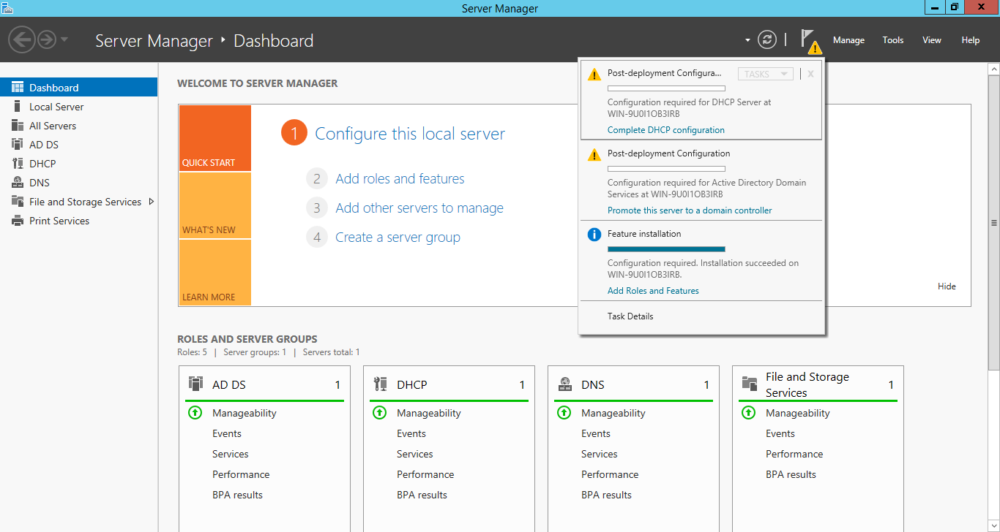 Server Manager
Server Manager ‣ Dashboard
Manage
Tools
View
Help
Dashboard
Local Server
All Servers
AD DS
DHCP
DNS
File and Storage Services
Print Services
WELCOME TO SERVER MANAGER
QUICK START
WHAT'S NEW
LEARN MORE
1 Configure this local server
2 Add roles and features
3 Add other servers to manage
4 Create a server group
Hide
Post-deployment Configura...
TASKS
X
Configuration required for DHCP Server at
WIN-9U0I1OB3IRB
Complete DHCP configuration
Post-deployment Configuration
Configuration required for Active Directory Domain
Services at WIN-9U0I1OB3IRB
Promote this server to a domain controller
Feature installation
Configuration required. Installation succeeded on
WIN-9U0I1OB3IRB.
Add Roles and Features
Task Details
ROLES AND SERVER GROUPS
Roles: 5 | Server groups: 1 | Servers total: 1
AD DS 1
Manageability
Events
Services
Performance
BPA results
DHCP 1
Manageability
Events
Services
Performance
BPA results
DNS 1
Manageability
Events
Services
Performance
BPA results
File and Storage
Services 1
Manageability
Events
Performance
BPA results